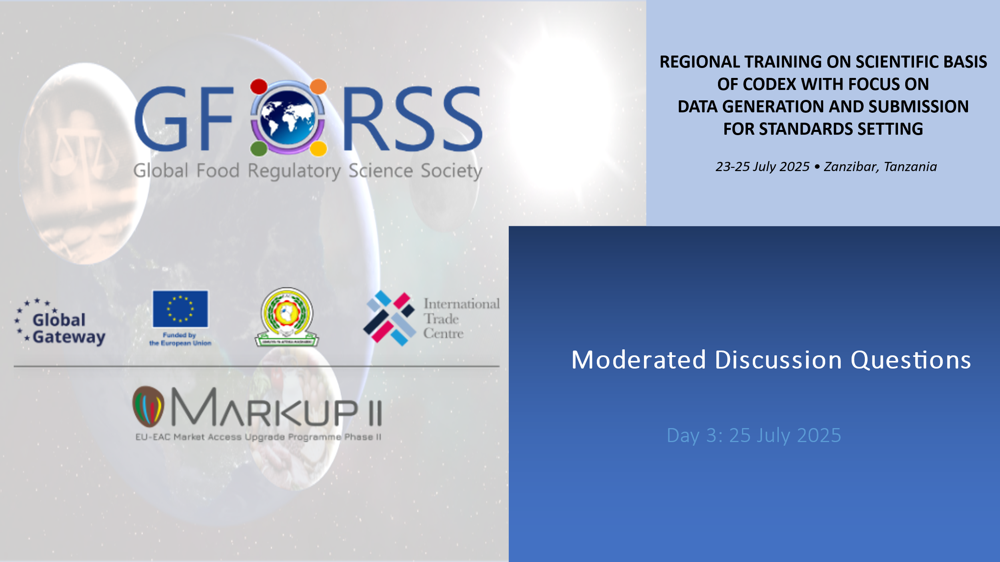 GFORSS
Global Food Regulatory Science Society
REGIONAL TRAINING ON SCIENTIFIC BASIS
OF CODEX WITH FOCUS ON
DATA GENERATION AND SUBMISSION
FOR STANDARDS SETTING
23-25 July 2025 • Zanzibar, Tanzania
Global
Gateway
Funded by
the European Union
International
Trade
Centre
MARKUP II
EU-EAC Market Access Upgrade Programme Phase II
Moderated Discussion Questions
Day 3: 25 July 2025